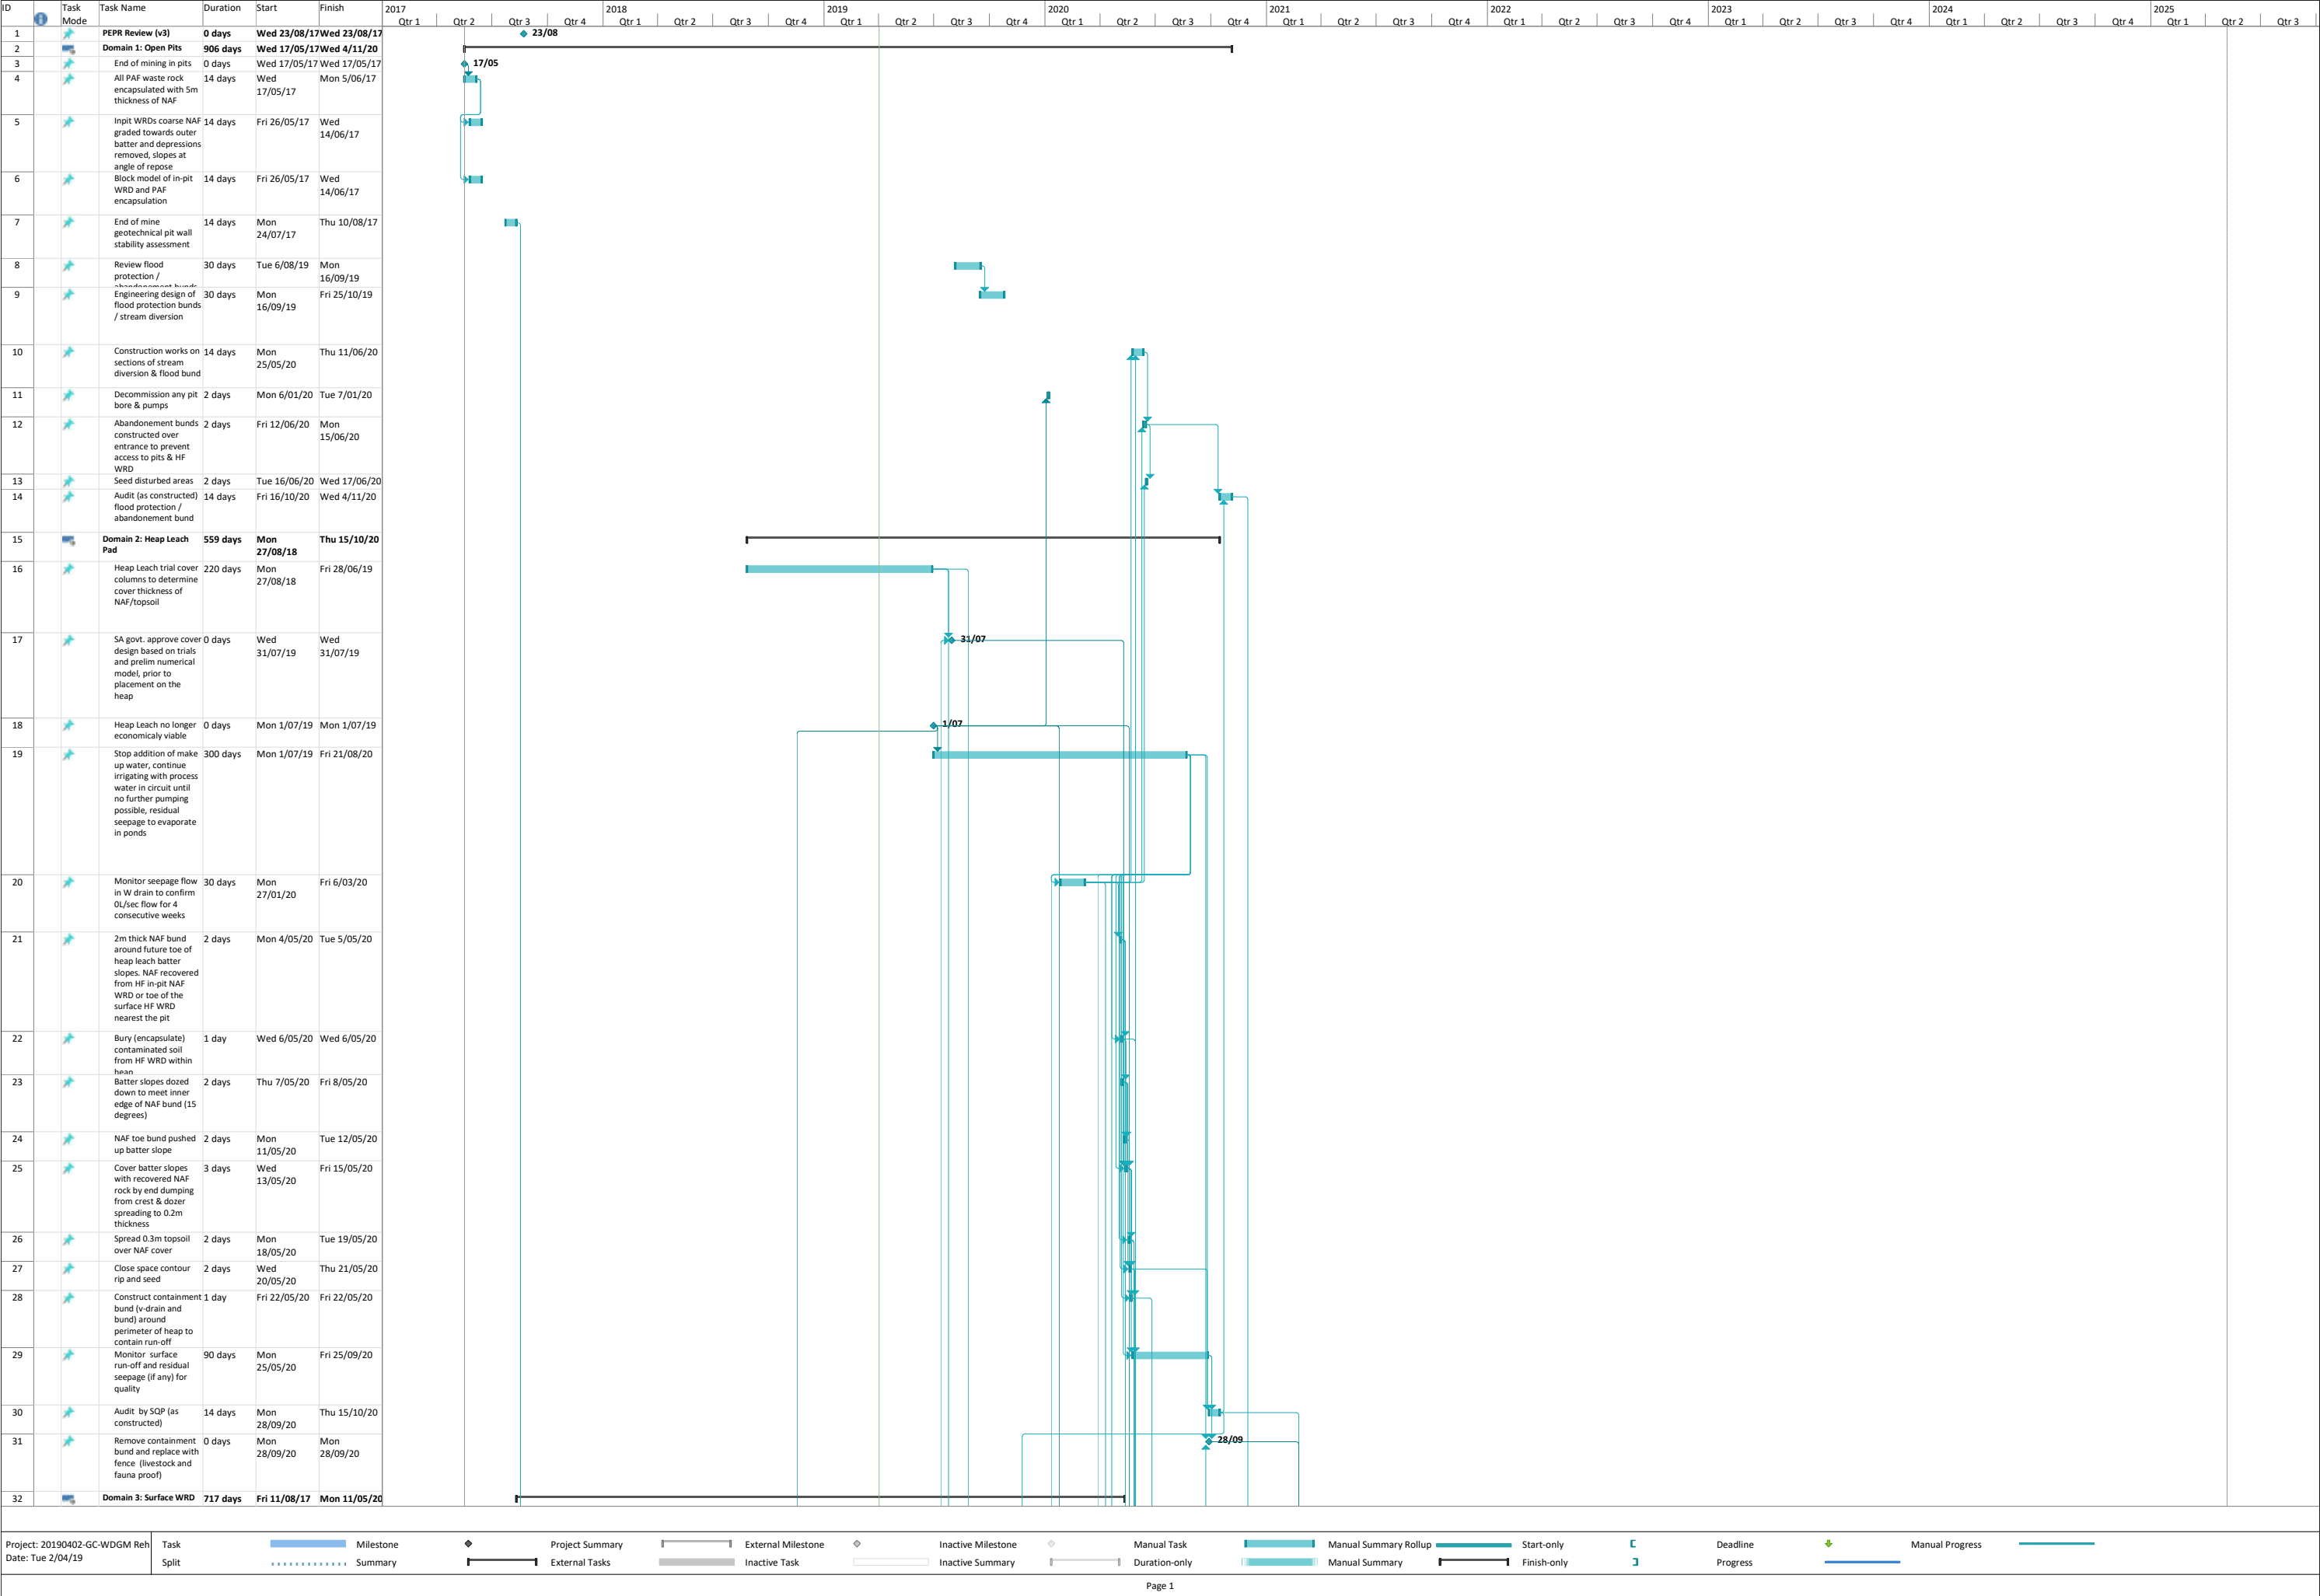 ID Task Mode Task Name Duration Start Finish
2017 2018 2019 2020 2021 2022 2023 2024 2025
Qtr 1 Qtr 2 Qtr 3 Qtr 4 Qtr 1 Qtr 2 Qtr 3 Qtr 4 Qtr 1 Qtr 2 Qtr 3 Qtr 4 Qtr 1 Qtr 2 Qtr 3 Qtr 4 Qtr 1 Qtr 2 Qtr 3 Qtr 4 Qtr 1 Qtr 2 Qtr 3 Qtr 4 Qtr 1 Qtr 2 Qtr 3 Qtr 4 Qtr 1 Qtr 2 Qtr 3 Qtr 4 Qtr 1 Qtr 2 Qtr 3
1 PEPR Review (v3) 0 days Wed 23/08/17 Wed 23/08/17 23/08
2 Domain 1: Open Pits 906 days Wed 17/05/17 Wed 4/11/20
3 End of mining in pits 0 days Wed 17/05/17 Wed 17/05/17 17/05
4 All PAF waste rock 14 days Wed Mon 5/06/17
encapsulated with 5m 17/05/17
thickness of NAF
5 Inpit WRDs coarse NAF 14 days Fri 26/05/17 Wed
graded towards outer 14/06/17
batter and depressions
removed, slopes at
angle of repose
6 Block model of in-pit 14 days Fri 26/05/17 Wed
WRD and PAF 14/06/17
encapsulation
7 End of mine 14 days Mon Thu 10/08/17
geotechnical pit wall 24/07/17
stability assessment
8 Review flood 30 days Tue 6/08/19 Mon
protection / 16/09/19
abandonement bunds
9 Engineering design of 30 days Mon Fri 25/10/19
flood protection bunds 16/09/19
/ stream diversion
10 Construction works on 14 days Mon Thu 11/06/20
sections of stream 25/05/20
diversion & flood bund
11 Decommission any pit 2 days Mon 6/01/20 Tue 7/01/20
bore & pumps
12 Abandonement bunds 2 days Fri 12/06/20 Mon
constructed over 15/06/20
entrance to prevent
access to pits & HF
WRD
13 Seed disturbed areas 2 days Tue 16/06/20 Wed 17/06/20
14 Audit (as constructed) 14 days Fri 16/10/20 Wed 4/11/20
flood protection /
abandonement bund
15 Domain 2: Heap Leach 559 days Mon Thu 15/10/20
Pad 27/08/18
16 Heap Leach trial cover 220 days Mon Fri 28/06/19
columns to determine 27/08/18
cover thickness of
NAF/topsoil
17 SA govt. approve cover 0 days Wed Wed 31/07
design based on trials 31/07/19 31/07/19
and prelim numerical
model, prior to
placement on the
heap
18 Heap Leach no longer 0 days Mon 1/07/19 Mon 1/07/19 1/07
economicaly viable
19 Stop addition of make 300 days Mon 1/07/19 Fri 21/08/20
up water, continue
irrigating with process
water in circuit until
no further pumping
possible, residual
seepage to evaporate
in ponds
20 Monitor seepage flow 30 days Mon Fri 6/03/20
in W drain to confirm 27/01/20
0L/sec flow for 4
consecutive weeks
21 2m thick NAF bund 2 days Mon 4/05/20 Tue 5/05/20
around future toe of
heap leach batter
slopes. NAF recovered
from HF in-pit NAF
WRD or toe of the
surface HF WRD
nearest the pit
22 Bury (encapsulate) 1 day Wed 6/05/20 Wed 6/05/20
contaminated soil
from HF WRD within
heap
23 Batter slopes dozed 2 days Thu 7/05/20 Fri 8/05/20
down to meet inner
edge of NAF bund (15
degrees)
24 NAF toe bund pushed 2 days Mon Tue 12/05/20
up batter slope 11/05/20
25 Cover batter slopes 3 days Wed Fri 15/05/20
with recovered NAF 13/05/20
rock by end dumping
from crest & dozer
spreading to 0.2m
thickness
26 Spread 0.3m topsoil 2 days Mon Tue 19/05/20
over NAF cover 18/05/20
27 Close space contour 2 days Wed Thu 21/05/20
rip and seed 20/05/20
28 Construct containment 1 day Fri 22/05/20 Fri 22/05/20
bund (v-drain and
bund) around
perimeter of heap to
contain run-off
29 Monitor surface 90 days Mon Fri 25/09/20
run-off and residual 25/05/20
seepage (if any) for
quality
30 Audit by SQP (as 14 days Mon Thu 15/10/20
constructed) 28/09/20
31 Remove containment 0 days Mon Mon 28/09
bund and replace with 28/09/20 28/09/20
fence (livestock and
fauna proof)
32 Domain 3: Surface WRD 717 days Fri 11/08/17 Mon 11/05/20
Project: 20190402-GC-WDGM Reh
Date: Tue 2/04/19
Task Milestone Project Summary External Milestone Inactive Milestone Manual Task Manual Summary Rollup Start-only Deadline Manual Progress
Split Summary External Tasks Inactive Task Inactive Summary Duration-only Manual Summary Finish-only Progress
Page 1